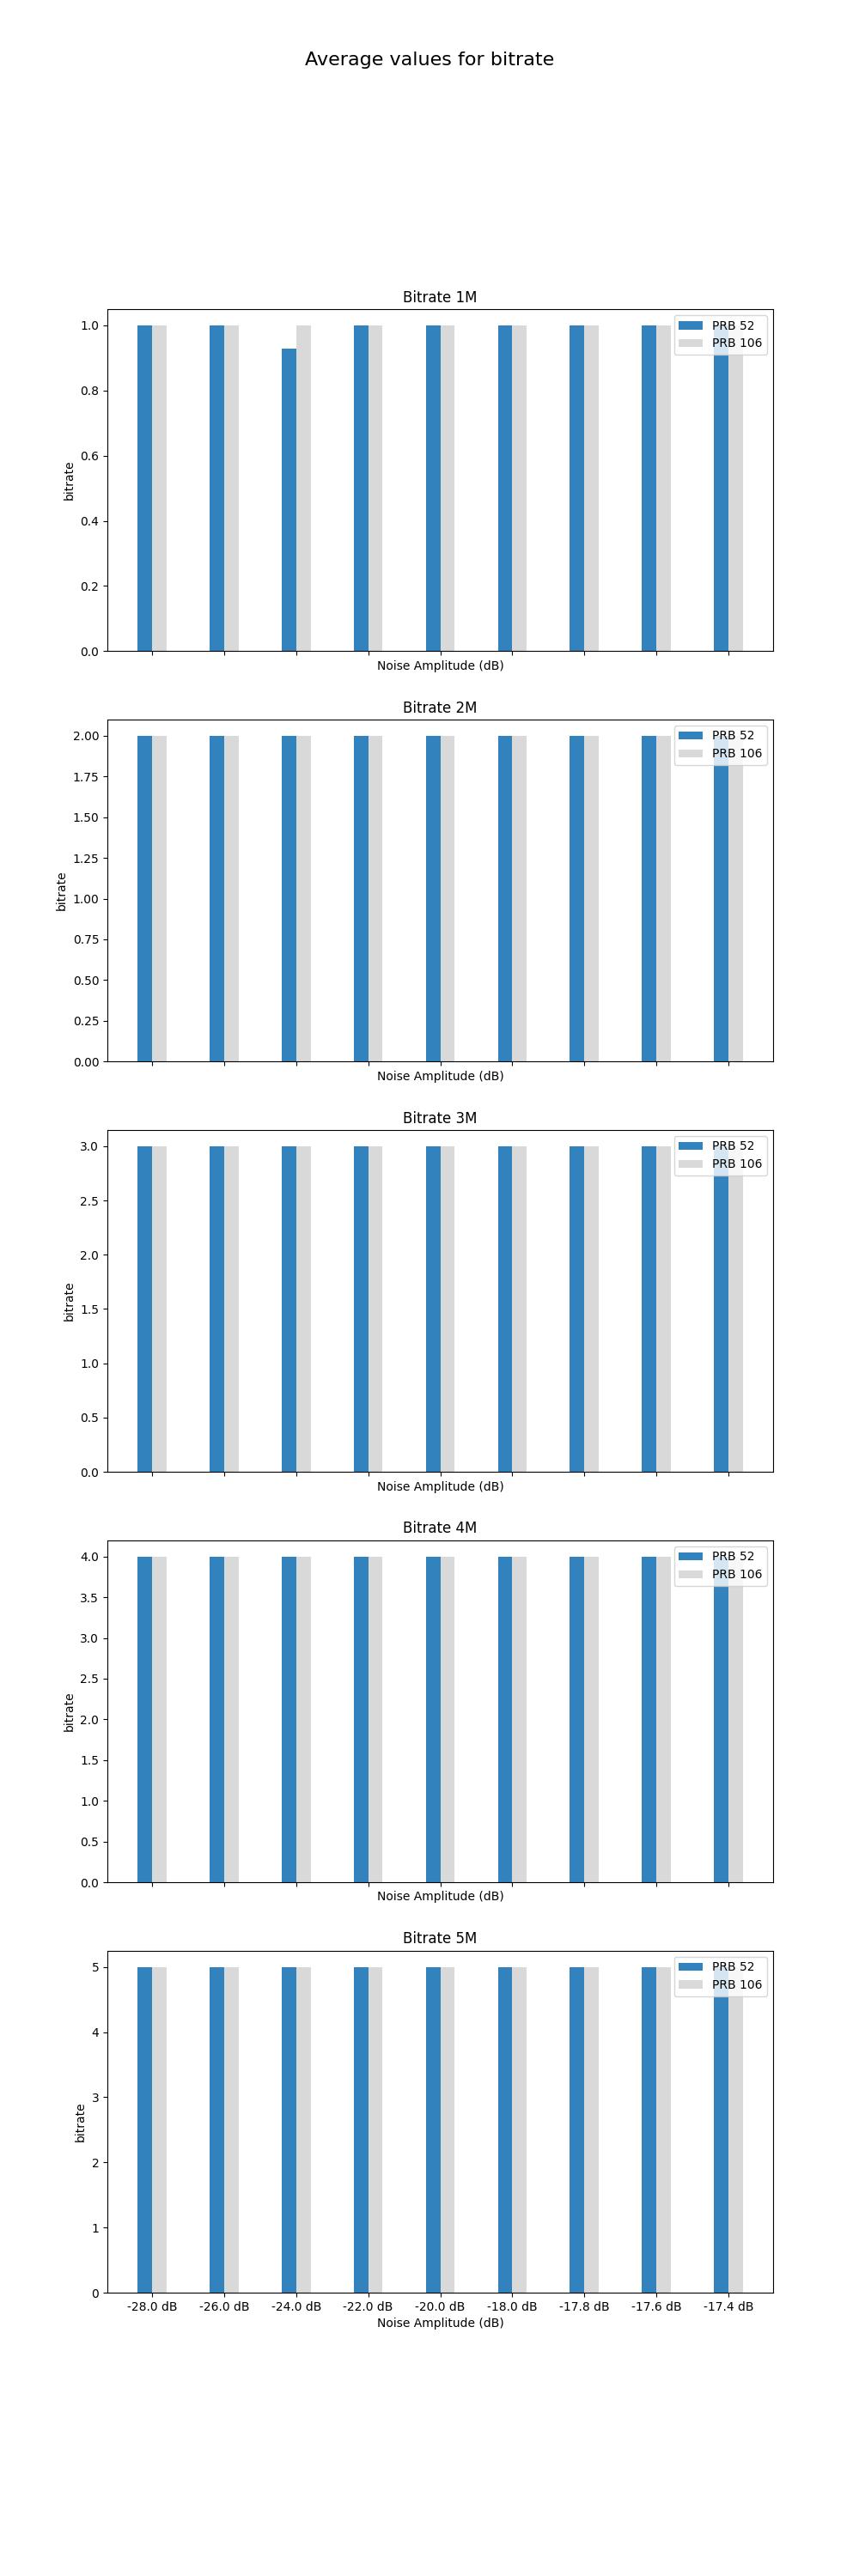 Average values for bitrate
Bitrate 1M
PRB 52
PRB 106
1.0
0.8
0.6
0.4
0.2
0.0
bitrate
Noise Amplitude (dB)
Bitrate 2M
PRB 52
PRB 106
2.00
1.75
1.50
1.25
1.00
0.75
0.50
0.25
0.00
bitrate
Noise Amplitude (dB)
Bitrate 3M
PRB 52
PRB 106
3.0
2.5
2.0
1.5
1.0
0.5
0.0
bitrate
Noise Amplitude (dB)
Bitrate 4M
PRB 52
PRB 106
4.0
3.5
3.0
2.5
2.0
1.5
1.0
0.5
0.0
bitrate
Noise Amplitude (dB)
Bitrate 5M
PRB 52
PRB 106
5
4
3
2
1
0
bitrate
-28.0 dB -26.0 dB -24.0 dB -22.0 dB -20.0 dB -18.0 dB -17.8 dB -17.6 dB -17.4 dB
Noise Amplitude (dB)